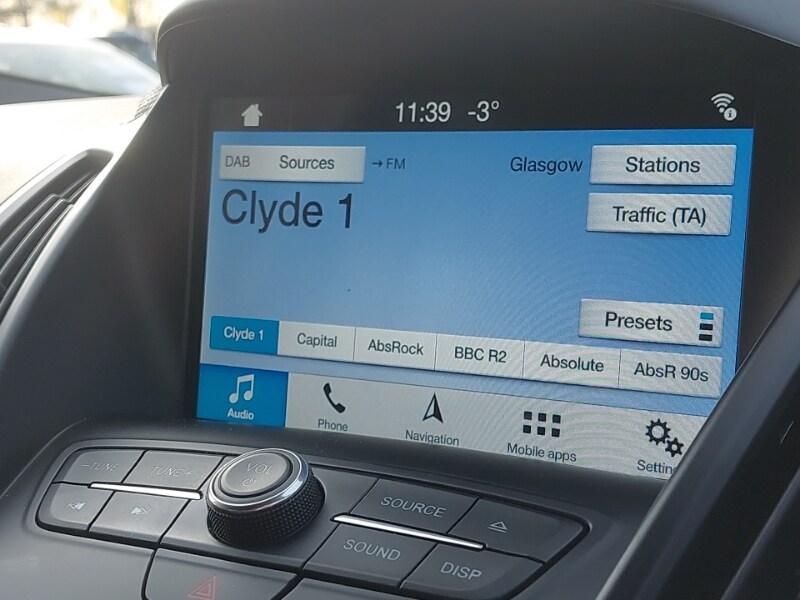 11:39 -3°
DAB Sources → FM Glasgow Stations
Clyde 1
Traffic (TA)
Presets
Clyde 1 Capital AbsRock BBC R2 Absolute AbsR 90s
Audio Phone Navigation Mobile apps Settin
-TUNE TUNE+ VOL SOURCE
SOUND DISP